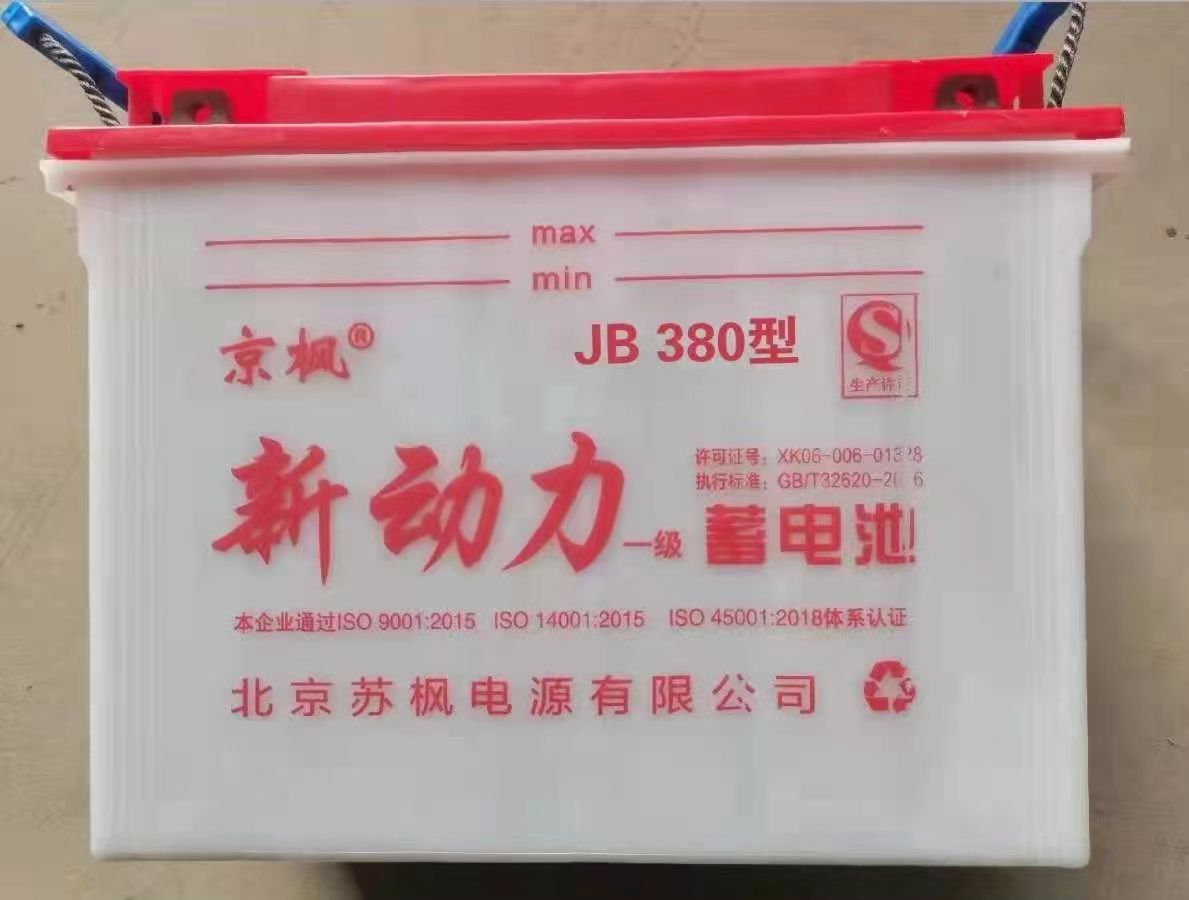 max
min
京枫®
JB 380型
生产许
新动力一级
许可证号：XK06-006-01
执行标准：GB/T32620-2
蓄电池
本企业通过ISO 9001:2015 ISO 14001:2015 ISO 45001:2018体系认证
北京苏枫电源有限公司